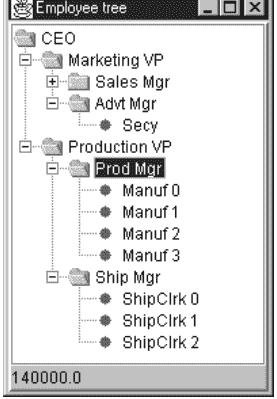 Employee tree
CEO
Marketing VP
Sales Mgr
Advt Mgr
Secy
Production VP
Prod Mgr
Manuf 0
Manuf 1
Manuf 2
Manuf 3
Ship Mgr
ShipClrk 0
ShipClrk 1
ShipClrk 2
140000.0